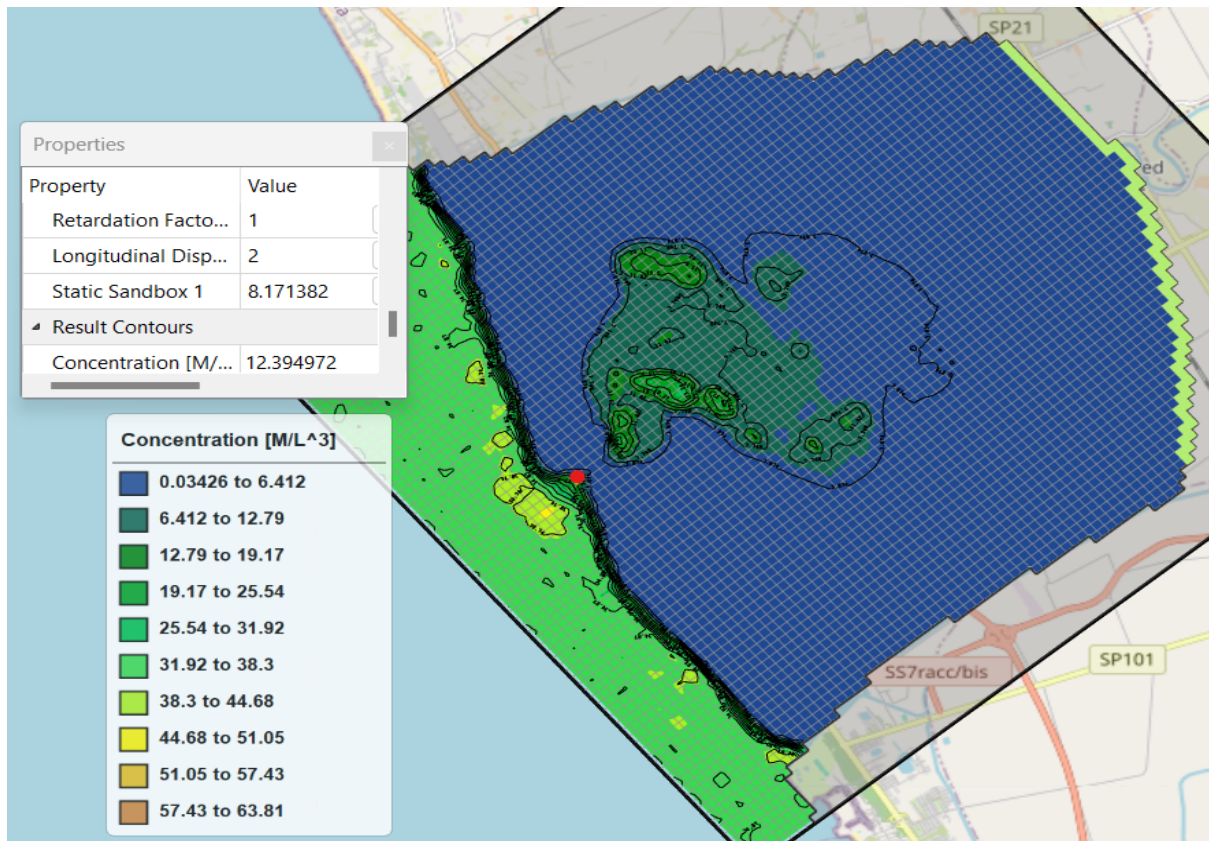 SP21
Properties
×
Property Value
ed
Retardation Facto... 1
Longitudinal Disp... 2
Static Sandbox 1 8.171382
Result Contours
Concentration [M/... 12.394972
Concentration [M/L^3]
0.03426 to 6.412
6.412 to 12.79
12.79 to 19.17
19.17 to 25.54
25.54 to 31.92
31.92 to 38.3
38.3 to 44.68
44.68 to 51.05
51.05 to 57.43
57.43 to 63.81
SS7racc/bis
SP101